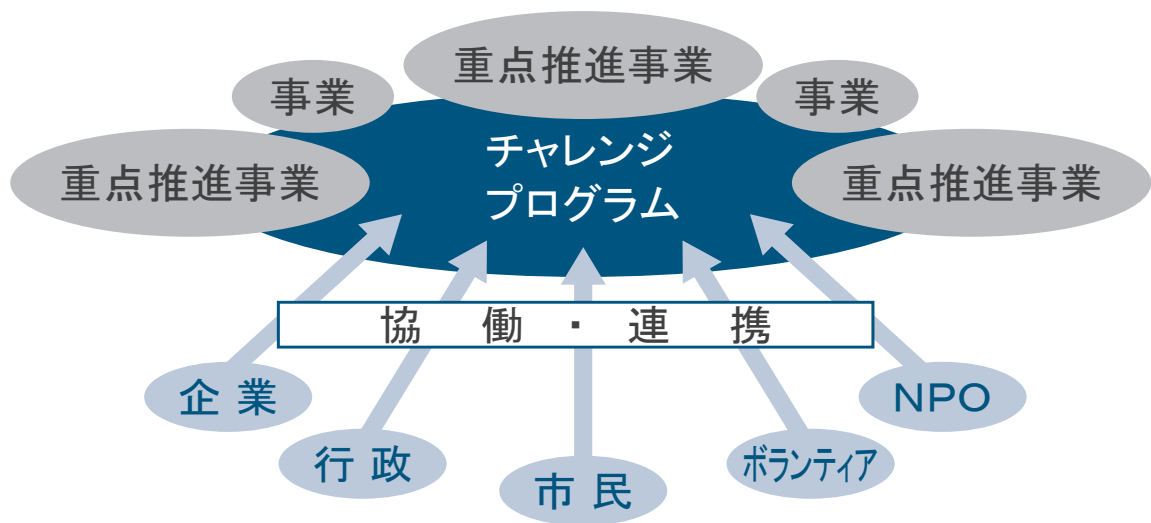 重点推進事業
事業
事業
重点推進事業
重点推進事業
チャレンジ
プログラム
協働・連携
企業
NPO
行政
ボランティア
市民